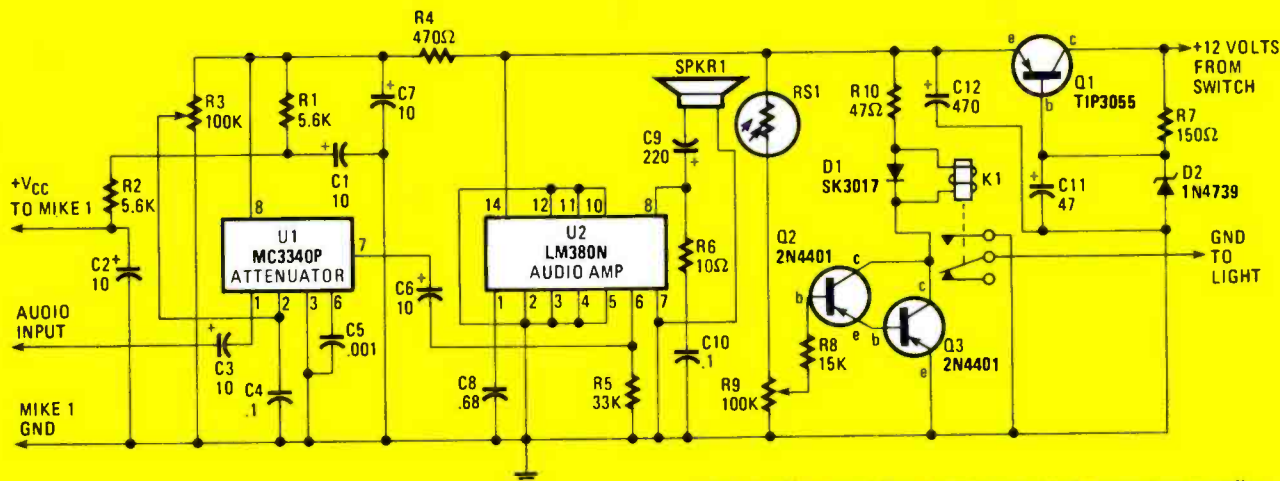 R4
470Ω
+12 VOLTS
FROM
SWITCH
e
c
b
Q1
TIP3055
SPKR1
RS1
R10
47Ω
C12
470
+
R7
150Ω
R3
100K
R1
5.6K
+
C7
10
C9
220
+
+
C1
10
D1
SK3017
K1
+
C11
47
D2
1N4739
+VCC
TO MIKE 1
R2
5.6K
8
U1
MC3340P
ATTENUATOR
7
1
2
3
6
14
12
11
10
8
U2
LM380N
AUDIO AMP
1
2
3
4
5
6
7
R6
10Ω
Q2
2N4401
c
b
e
c
b
e
Q3
2N4401
GND
TO
LIGHT
C2
10
+
+
C6
10
C5
.001
AUDIO
INPUT
+
C3
10
C4
.1
C8
.68
R5
33K
C10
.1
R9
100K
R8
15K
MIKE 1
GND